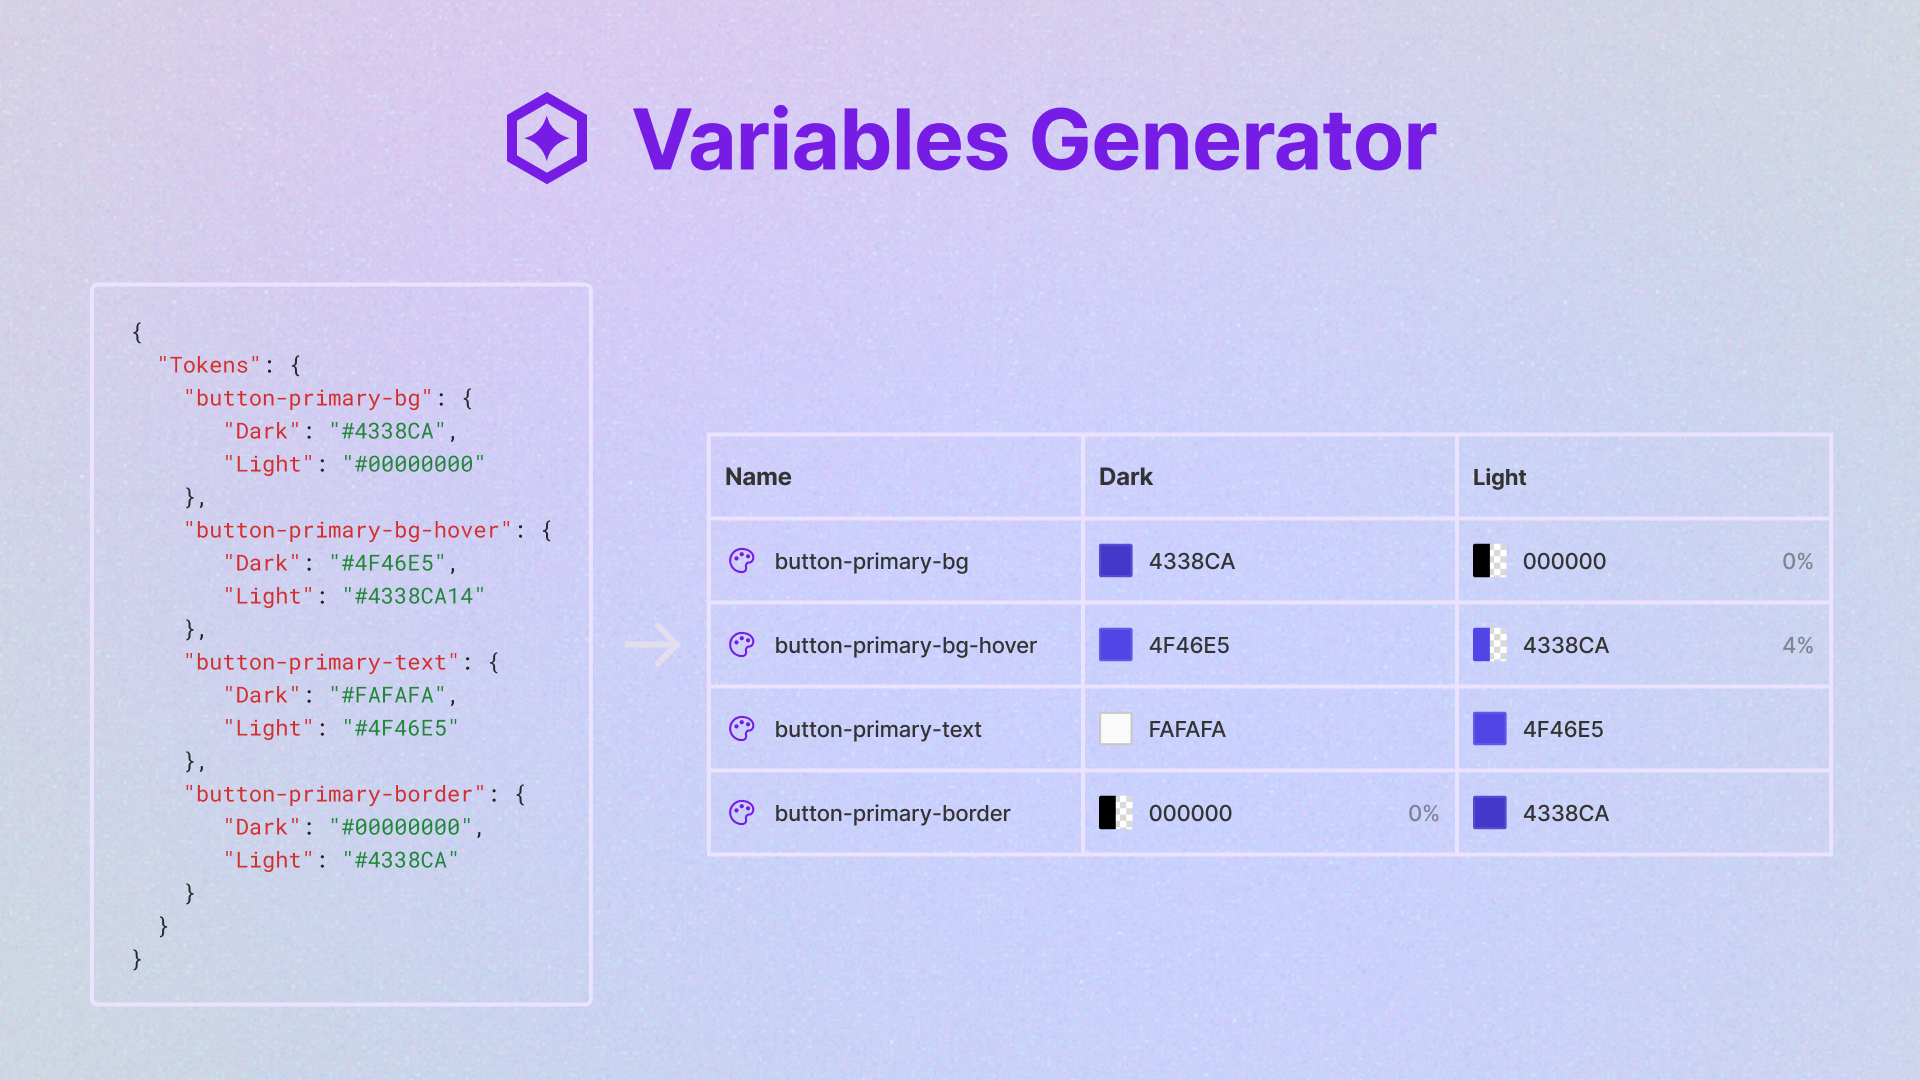 Variables Generator
{
"Tokens": {
"button-primary-bg": {
"Dark": "#4338CA",
"Light": "#00000000"
},
"button-primary-bg-hover": {
"Dark": "#4F46E5",
"Light": "#4338CA14"
},
"button-primary-text": {
"Dark": "#FAFAFA",
"Light": "#4F46E5"
},
"button-primary-border": {
"Dark": "#00000000",
"Light": "#4338CA"
}
}
}
Name Dark Light
button-primary-bg 4338CA 000000 0%
button-primary-bg-hover 4F46E5 4338CA 4%
button-primary-text FAFAFA 4F46E5
button-primary-border 000000 0% 4338CA